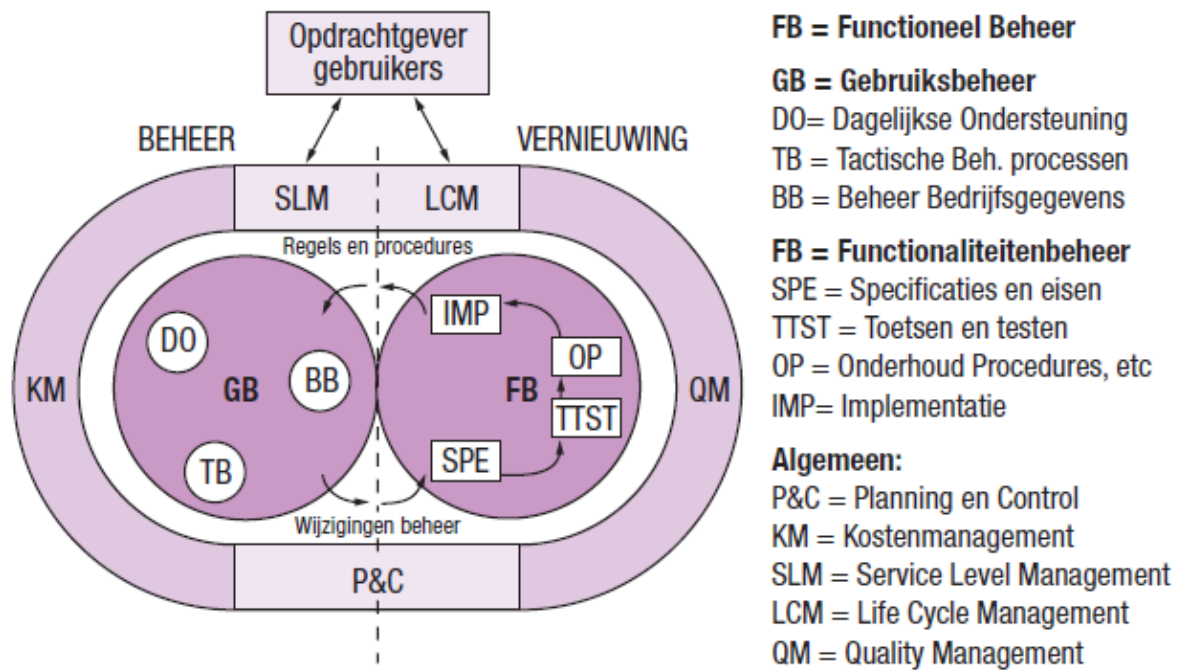 Opdrachtgever
gebruikers
BEHEER
VERNIEUWING
SLM
LCM
Regels en procedures
IMP
DO
OP
BB
KM
GB
FB
QM
TTST
SPE
TB
Wijzigingen beheer
P&C
FB = Functioneel Beheer
GB = Gebruiksbeheer
DO= Dagelijkse Ondersteuning
TB = Tactische Beh. processen
BB = Beheer Bedrijfsgegevens
FB = Functionaliteitenbeheer
SPE = Specificaties en eisen
TTST = Toetsen en testen
OP = Onderhoud Procedures, etc
IMP= Implementatie
Algemeen:
P&C = Planning en Control
KM = Kostenmanagement
SLM = Service Level Management
LCM = Life Cycle Management
QM = Quality Management